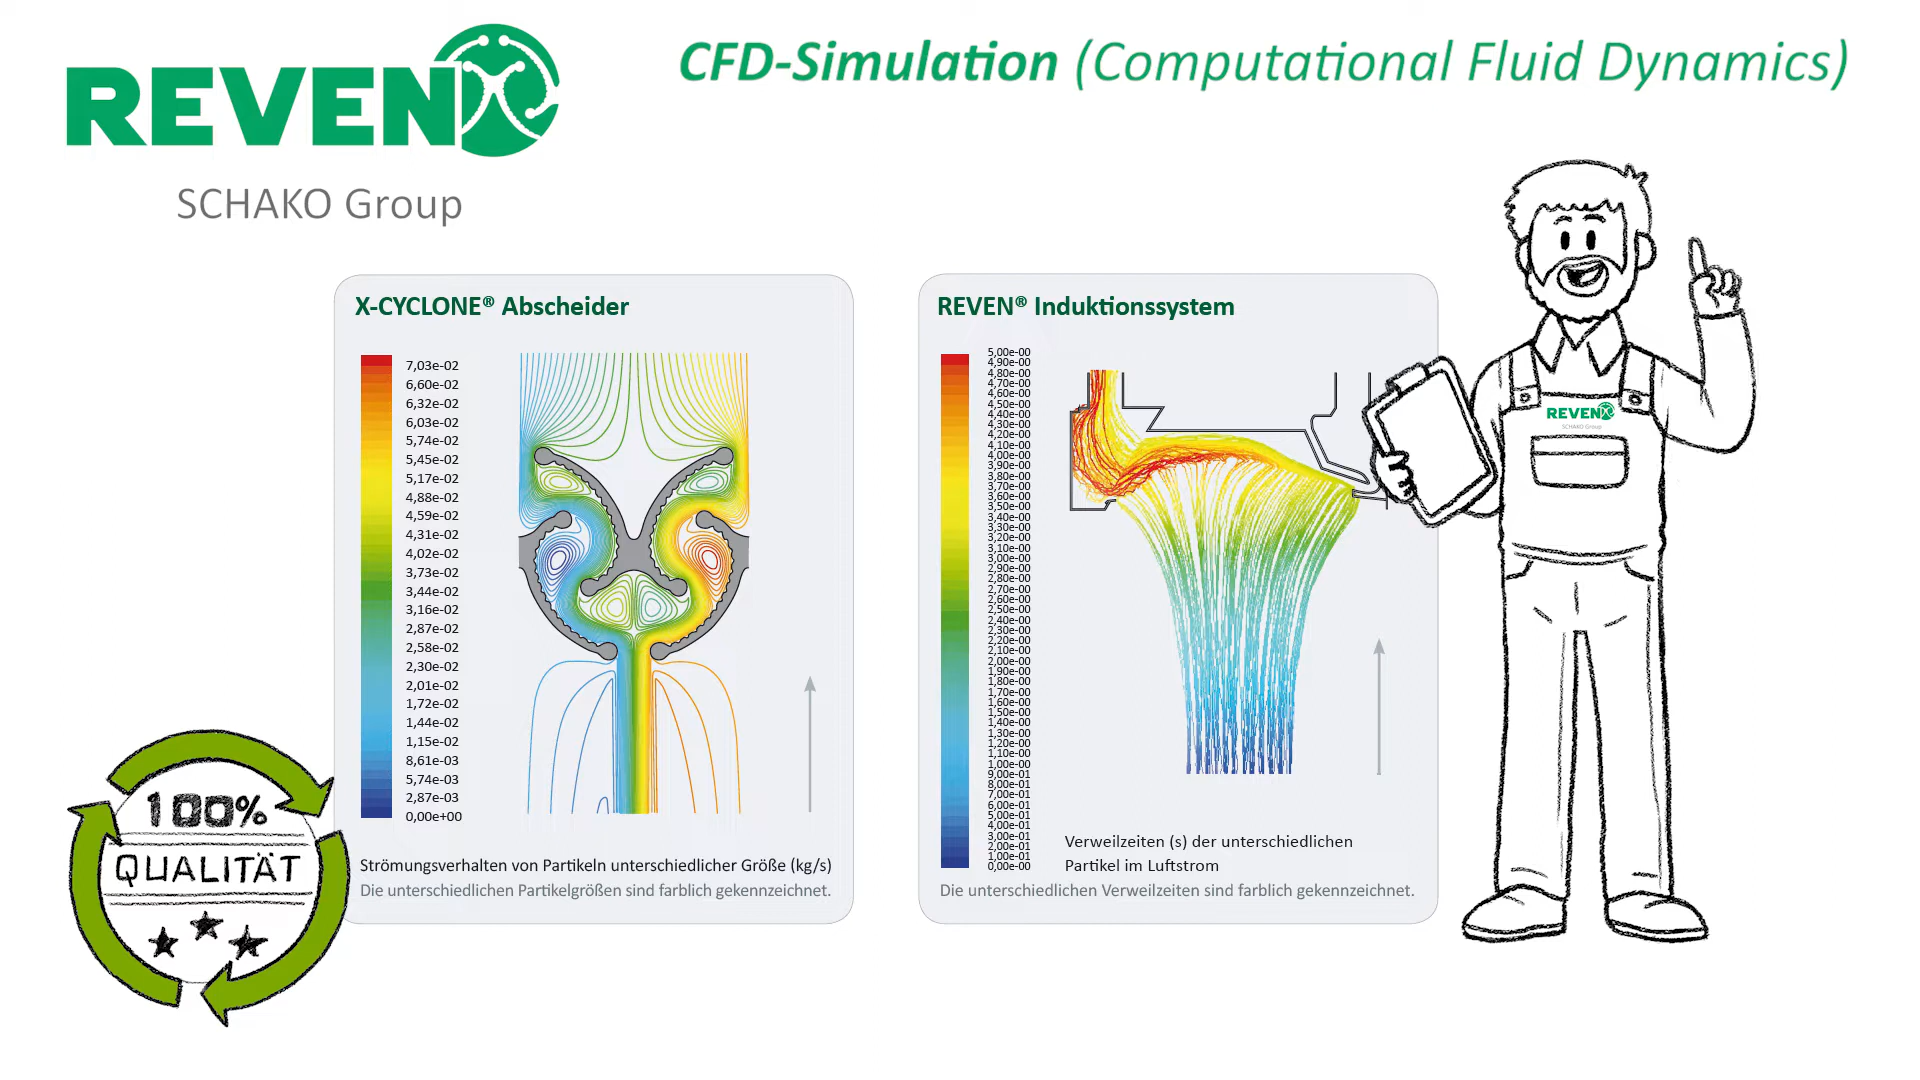 REVEN
SCHAKO Group
CFD-Simulation (Computational Fluid Dynamics)
X-CYCLONE® Abscheider
7,03e-02
6,60e-02
6,32e-02
6,03e-02
5,74e-02
5,45e-02
5,17e-02
4,88e-02
4,59e-02
4,31e-02
4,02e-02
3,73e-02
3,44e-02
3,16e-02
2,87e-02
2,58e-02
2,30e-02
2,01e-02
1,72e-02
1,44e-02
1,15e-02
8,61e-03
5,74e-03
2,87e-03
0,00e+00
Strömungsverhalten von Partikeln unterschiedlicher Größe (kg/s)
Die unterschiedlichen Partikelgrößen sind farblich gekennzeichnet.
REVEN® Induktionssystem
5,00e-00
4,90e-00
4,80e-00
4,70e-00
4,60e-00
4,50e-00
4,40e-00
4,30e-00
4,20e-00
4,10e-00
4,00e-00
3,90e-00
3,80e-00
3,70e-00
3,60e-00
3,50e-00
3,40e-00
3,30e-00
3,20e-00
3,10e-00
3,00e-00
2,90e-00
2,80e-00
2,70e-00
2,60e-00
2,50e-00
2,40e-00
2,30e-00
2,20e-00
2,10e-00
2,00e-00
1,90e-00
1,80e-00
1,70e-00
1,60e-00
1,50e-00
1,40e-00
1,30e-00
1,20e-00
1,10e-00
1,00e-00
9,00e-01
8,00e-01
7,00e-01
6,00e-01
5,00e-01
4,00e-01
3,00e-01
2,00e-01
1,00e-01
0,00e-00
Verweilzeiten (s) der unterschiedlichen
Partikel im Luftstrom
Die unterschiedlichen Verweilzeiten sind farblich gekennzeichnet.
REVEN
SCHAKO Group
100%
QUALITÄT